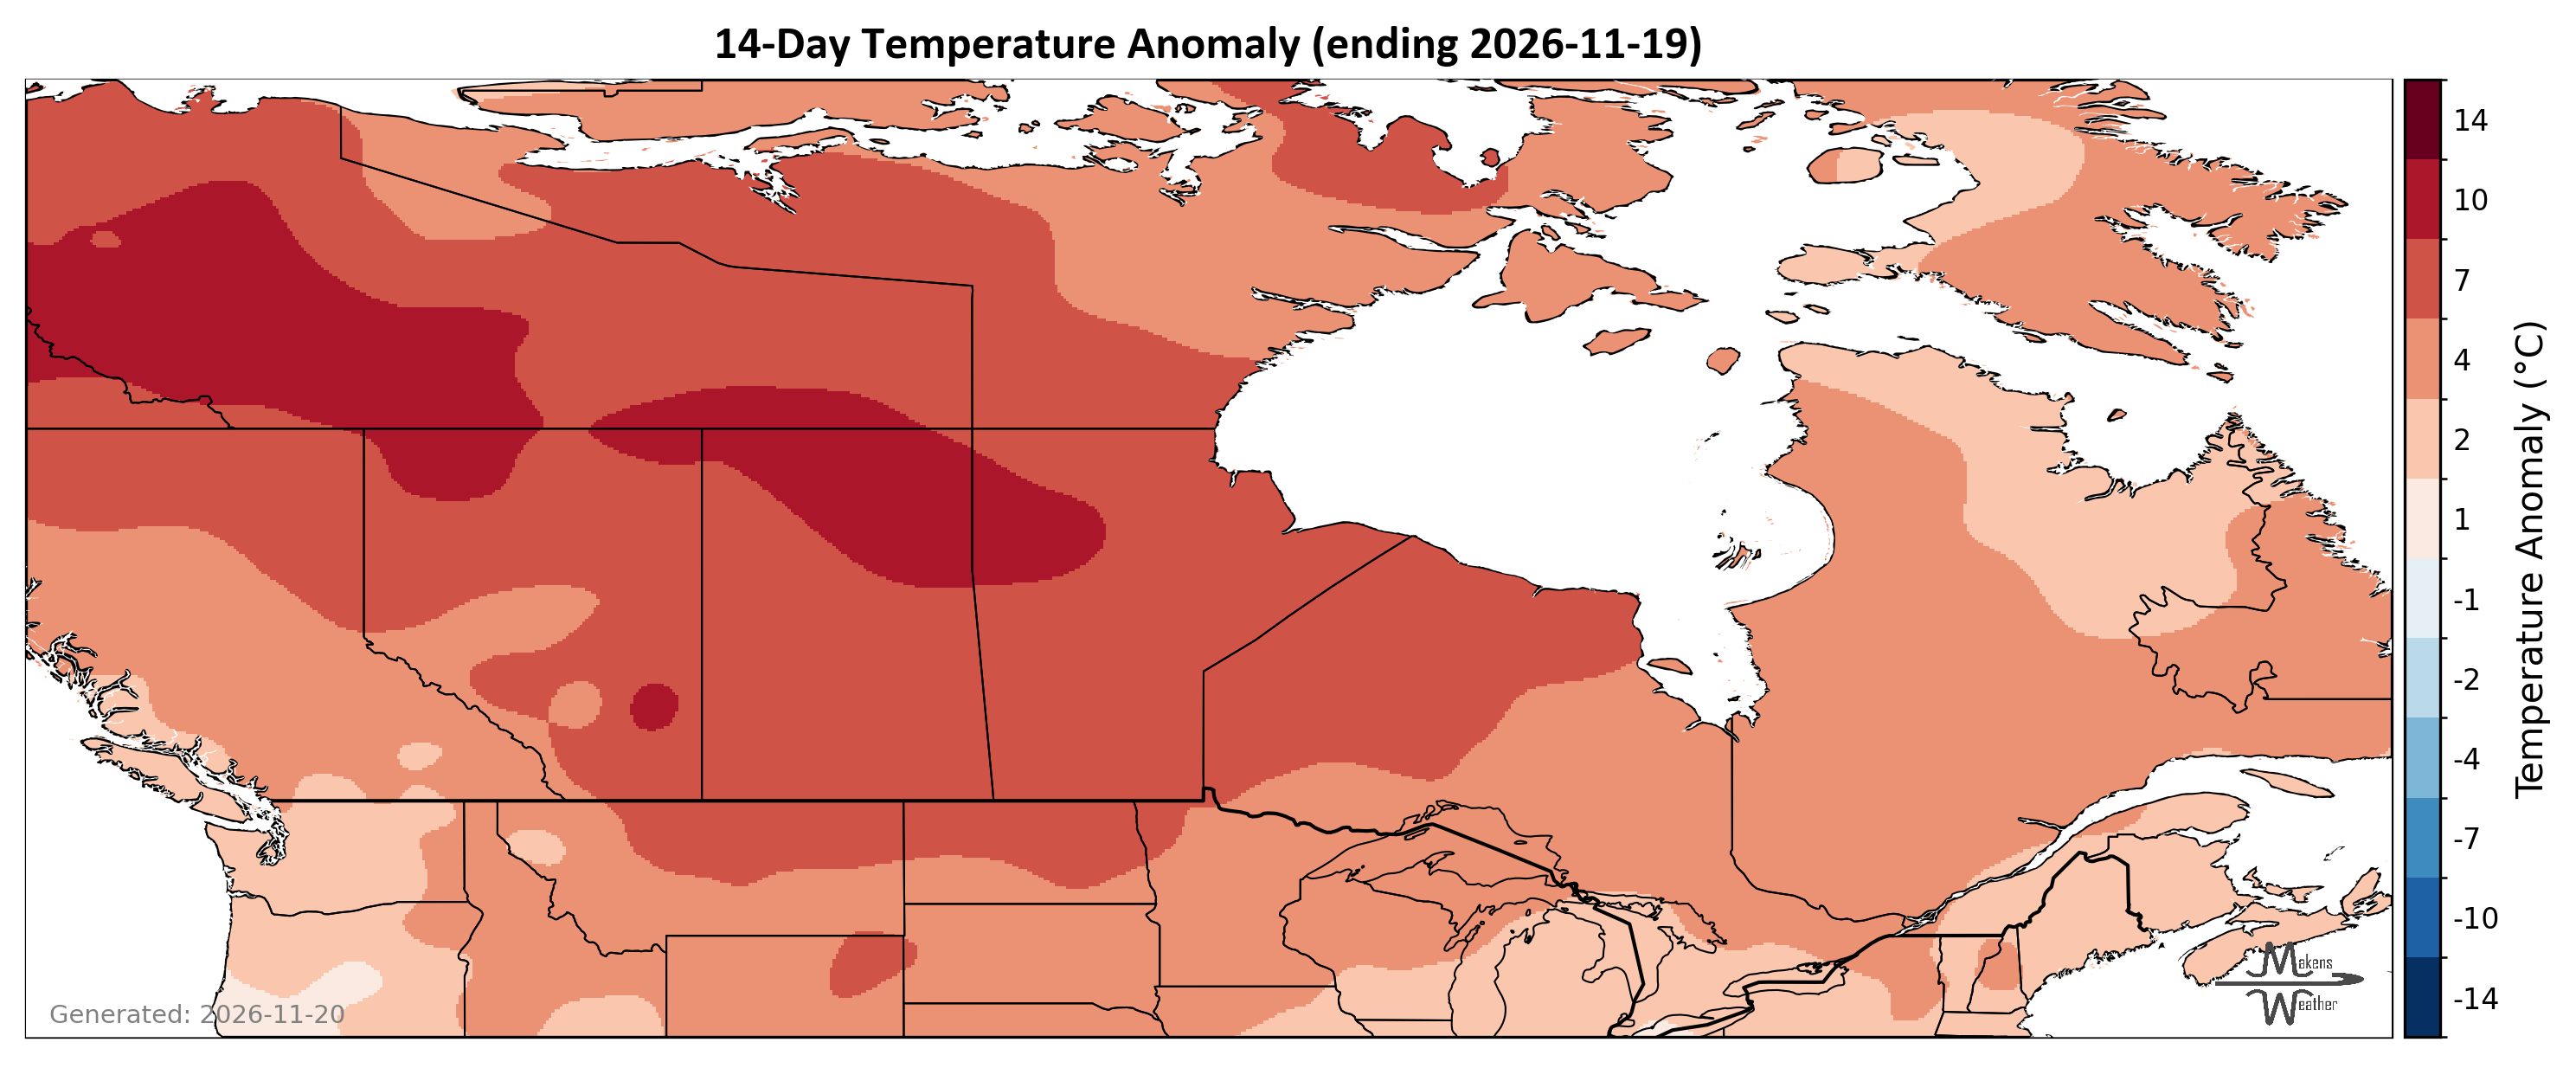 14-Day Temperature Anomaly (ending 2026-11-19)
14
10
7
4
2
1
-1
-2
-4
-7
-10
-14
Temperature Anomaly (°C)
Makens
Weather
Generated: 2026-11-20